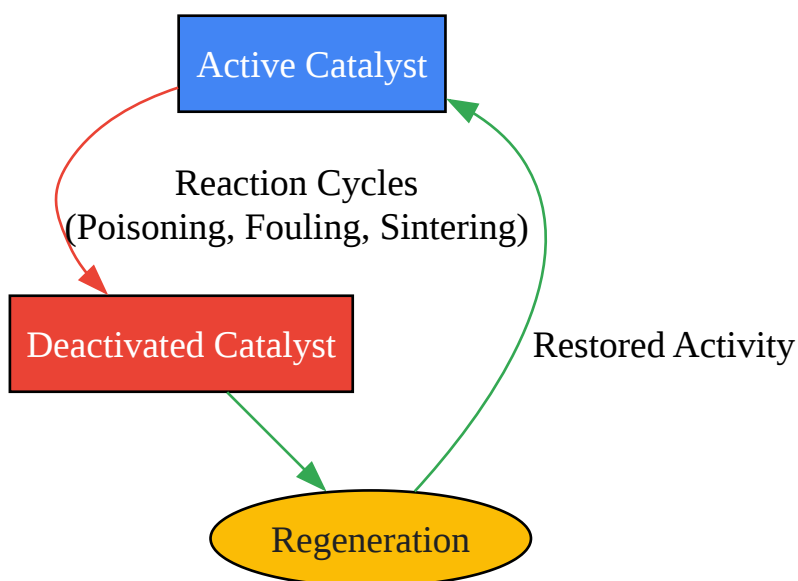 Active Catalyst
Reaction Cycles
(Poisoning, Fouling, Sintering)
Deactivated Catalyst
Restored Activity
Regeneration